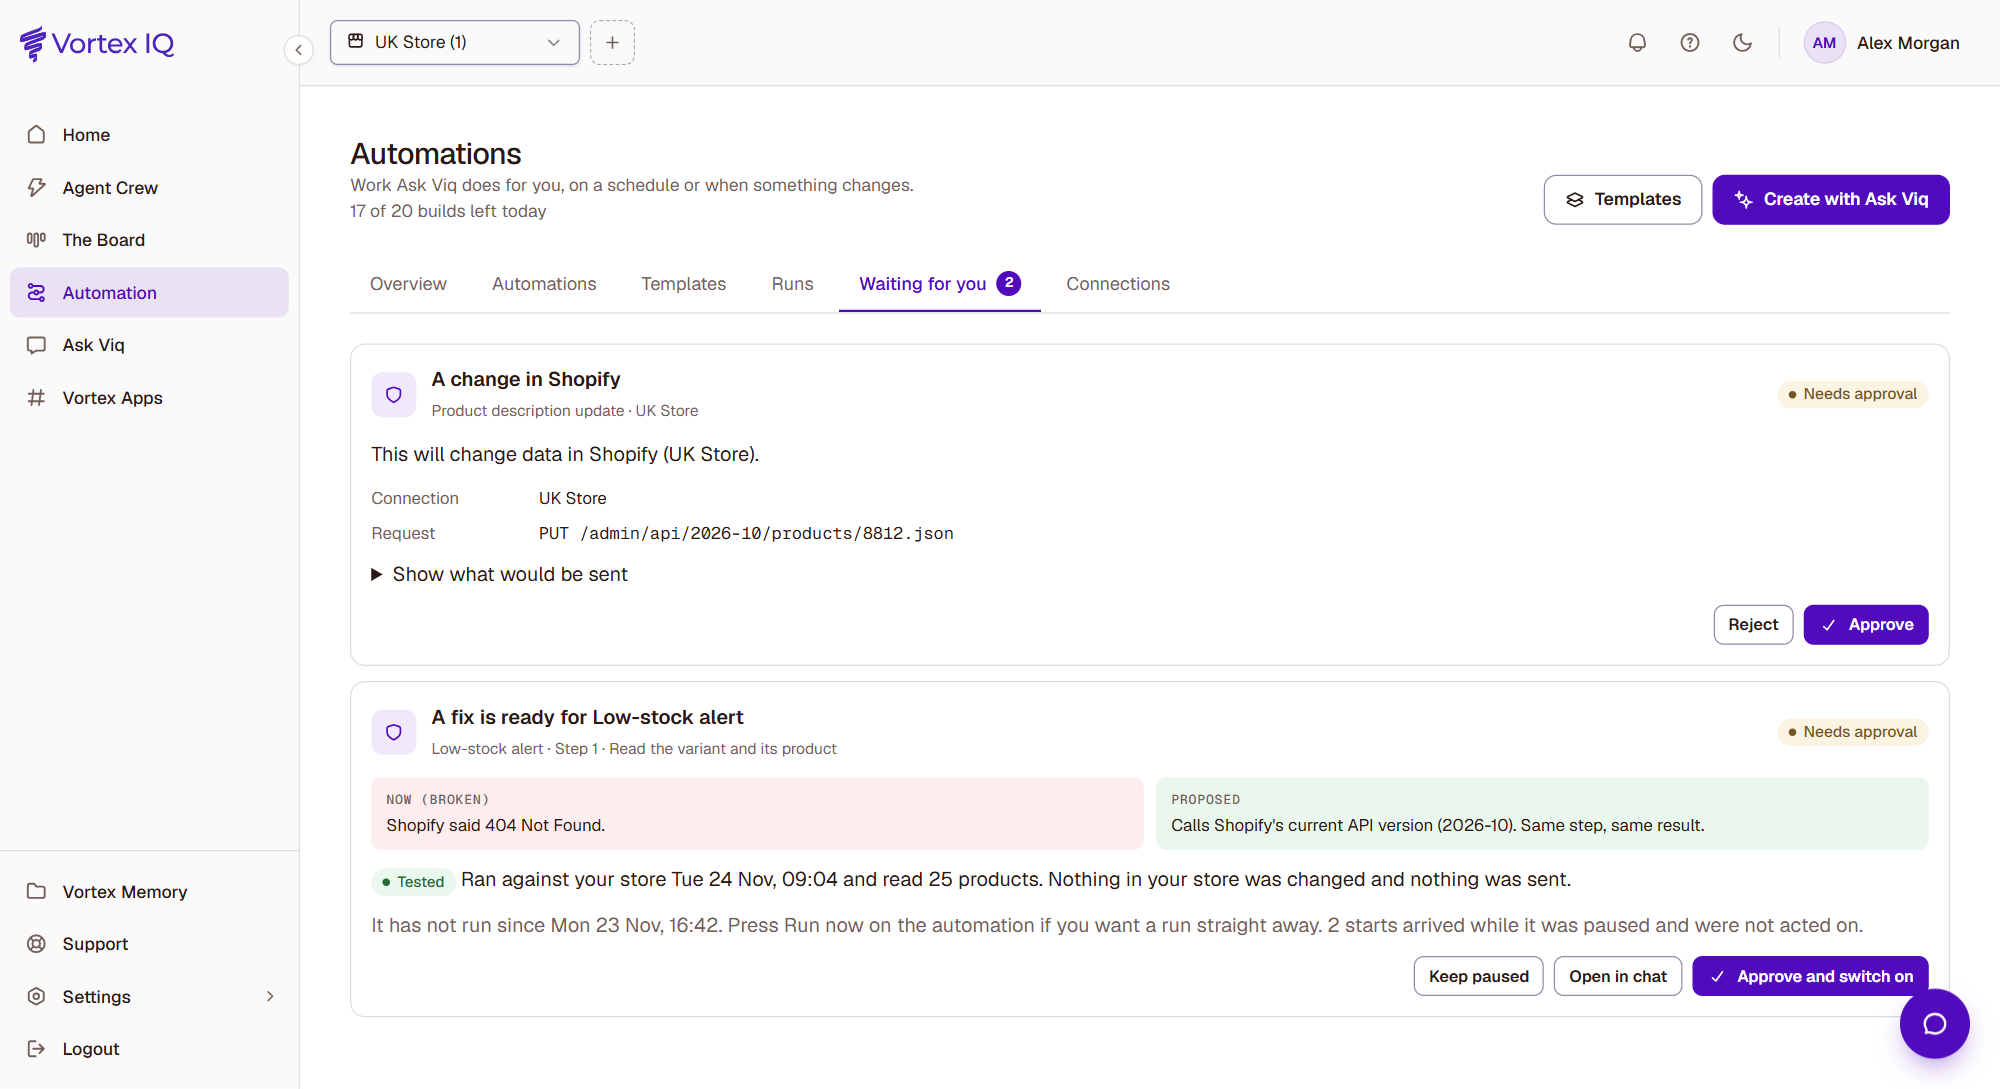 Vortex IQ
UK Store (1)
AM
Alex Morgan
Home
Agent Crew
The Board
Automation
Ask Viq
Vortex Apps
Vortex Memory
Support
Settings
Logout
Automations
Work Ask Viq does for you, on a schedule or when something changes.
17 of 20 builds left today
Templates
Create with Ask Viq
Overview
Automations
Templates
Runs
Waiting for you 2
Connections
A change in Shopify
Product description update · UK Store
Needs approval
This will change data in Shopify (UK Store).
Connection UK Store
Request PUT /admin/api/2026-10/products/8812.json
Show what would be sent
Reject
Approve
A fix is ready for Low-stock alert
Low-stock alert · Step 1 · Read the variant and its product
Needs approval
NOW (BROKEN)
Shopify said 404 Not Found.
PROPOSED
Calls Shopify's current API version (2026-10). Same step, same result.
Tested Ran against your store Tue 24 Nov, 09:04 and read 25 products. Nothing in your store was changed and nothing was sent.
It has not run since Mon 23 Nov, 16:42. Press Run now on the automation if you want a run straight away. 2 starts arrived while it was paused and were not acted on.
Keep paused
Open in chat
Approve and switch on